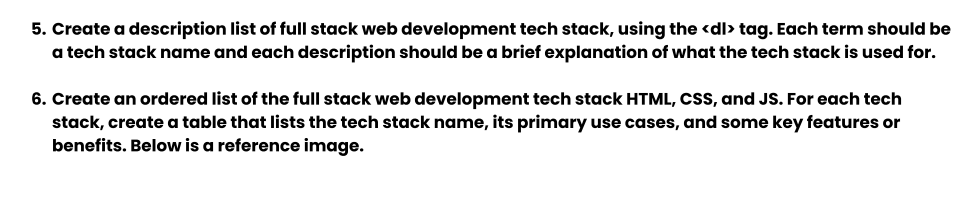 5. Create a description list of full stack web development tech stack, using the <dl> tag. Each term should be
a tech stack name and each description should be a brief explanation of what the tech stack is used for.
6. Create an ordered list of the full stack web development tech stack HTML, CSS, and JS. For each tech
stack, create a table that lists the tech stack name, its primary use cases, and some key features or
benefits. Below is a reference image.